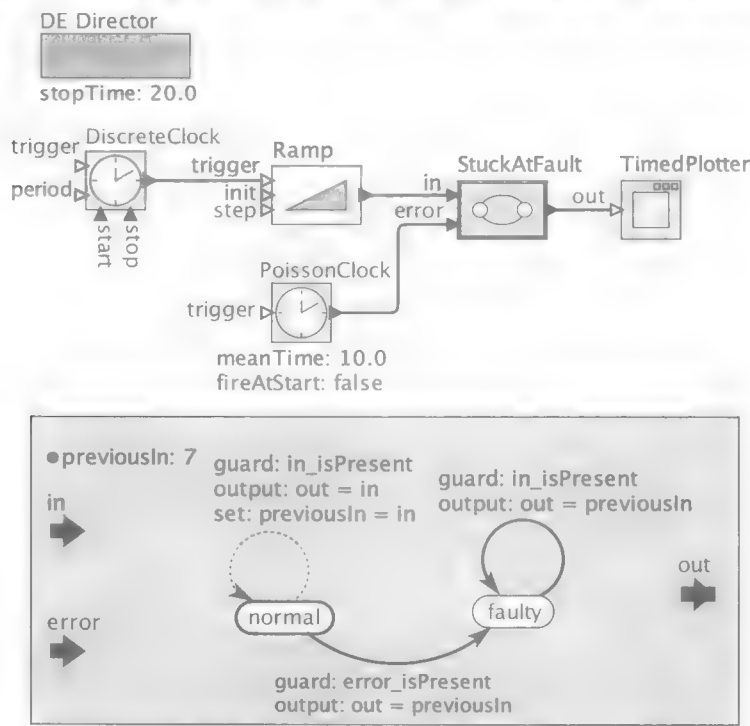 DE Director
stopTime: 20.0
DiscreteClock
trigger
period
start
stop
Ramp
trigger
init
step
StuckAtFault
in
error
TimedPlotter
out
PoissonClock
trigger
meanTime: 10.0
fireAtStart: false
previousIn: 7
in
error
guard: in_isPresent
output: out = in
set: previousIn = in
guard: in_isPresent
output: out = previousIn
out
normal
faulty
guard: error_isPresent
output: out = previousIn